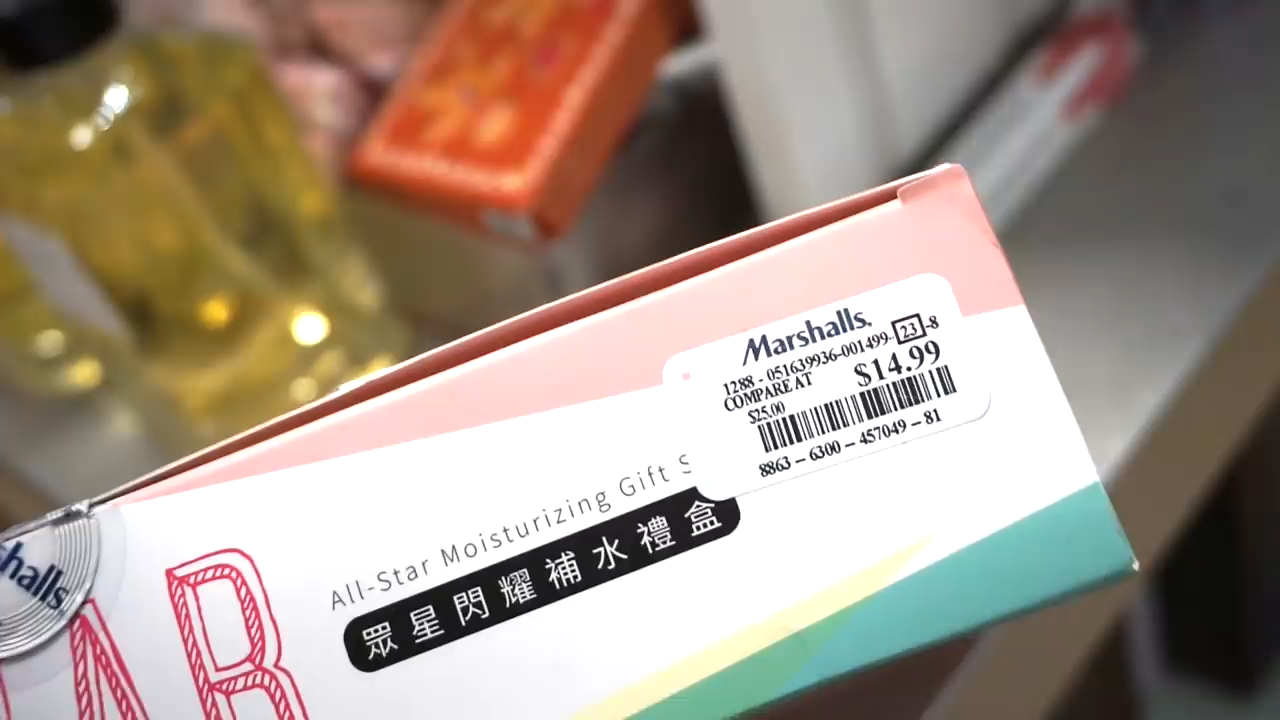 Marshalls.
1288 - 051639936-001499.. 23 -8
COMPARE AT $14.99
$25.00
8863 - 6300 - 457049 - 81
All-Star Moisturizing Gift S
眾星閃耀補水禮盒
shalls
AR